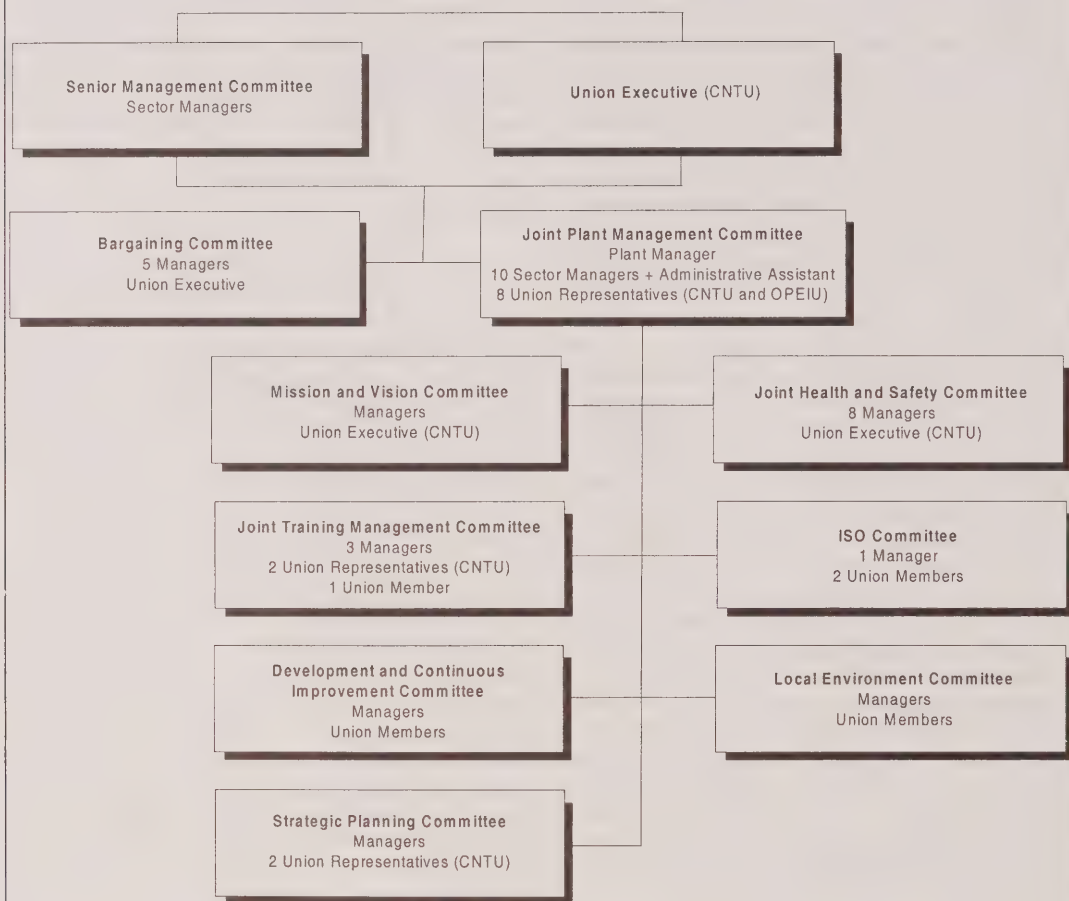 Senior Management Committee
Sector Managers
Union Executive (CNTU)
Bargaining Committee
5 Managers
Union Executive
Joint Plant Management Committee
Plant Manager
10 Sector Managers + Administrative Assistant
8 Union Representatives (CNTU and OPEIU)
Mission and Vision Committee
Managers
Union Executive (CNTU)
Joint Health and Safety Committee
8 Managers
Union Executive (CNTU)
Joint Training Management Committee
3 Managers
2 Union Representatives (CNTU)
1 Union Member
ISO Committee
1 Manager
2 Union Members
Development and Continuous
Improvement Committee
Managers
Union Members
Local Environment Committee
Managers
Union Members
Strategic Planning Committee
Managers
2 Union Representatives (CNTU)